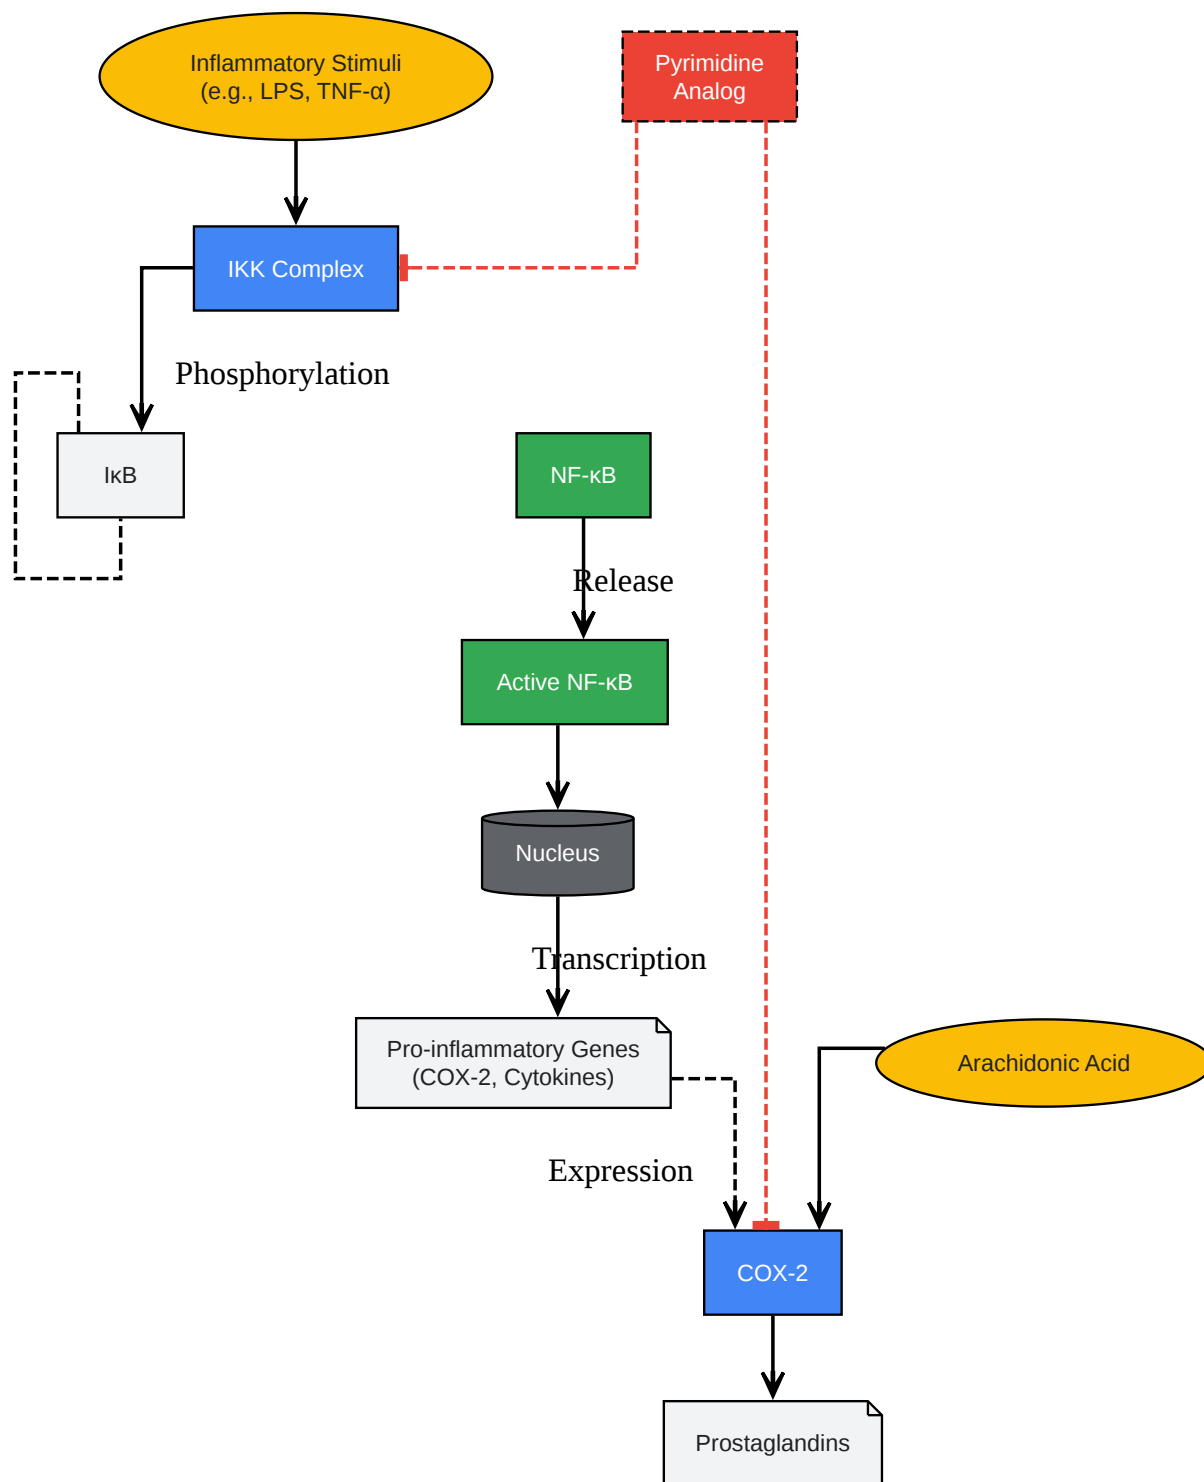 Inflammatory Stimuli
(e.g., LPS, TNF-α)
Pyrimidine
Analog
IKK Complex
Phosphorylation
IκB
NF-κB
Release
Active NF-κB
Nucleus
Transcription
Pro-inflammatory Genes
(COX-2, Cytokines)
Arachidonic Acid
Expression
COX-2
Prostaglandins